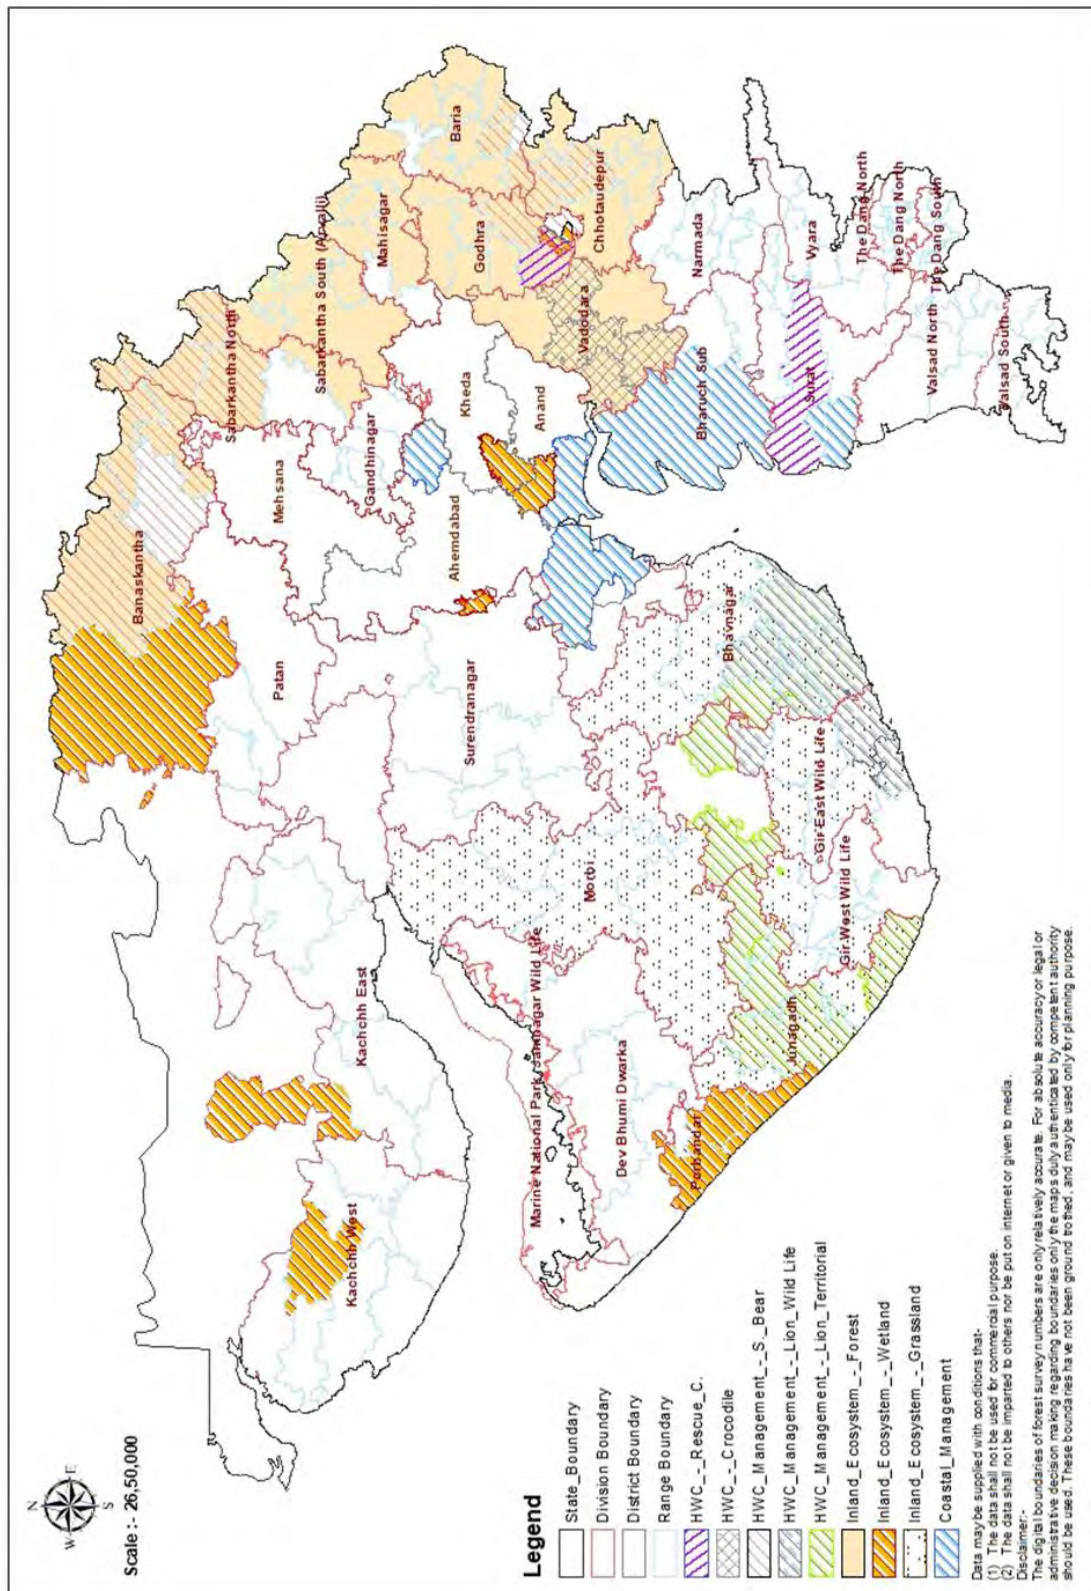 N
W
E
S
Scale :- 26,50,000
Kachchh West
Kachchh East
Banaskantha
Patan
Mehsana
Sabarkantha North
Sabarkantha South (Arvalli)
Gandhinagar
Mahisagar
Baria
Godhra
Kheda
Ahemdabad
Anand
Vadodara
Chhotaudepur
Surendranagar
Morbi
Marine National Park, Jamnagar Wild Life
Dev Bhumi Dwarka
Porbandar
Junagadh
Gir West Wild Life
Gir East Wild Life
Bhavnagar
Bharuch Sub
Narmada
Surat
Vyara
The Dang North
The Dang North
The Dang South
Valsad North
Valsad South
Legend
State_Boundary
Division Boundary
District Boundary
Range Boundary
HWC_-_Rescue_C.
HWC_-_Crocodile
HWC_Management_-_S._Bear
HWC_Management_-_Lion_Wild Life
HWC_Management_-_Lion_Territorial
Inland_Ecosystem_-_Forest
Inland_Ecosystem_-_Wetland
Inland_Ecosystem_-_Grassland
Coastal_Management
Data may be supplied with conditions that-
(1) The data shall not be used for commercial purpose.
(2) The data shall not be imparted to others nor be put on internet or given to media.
Disclaimer:-
The digital boundaries of forest survey numbers are only relatively accurate. For absolute accuracy or legal or
administrative decision making regarding boundaries only the maps duly authenticated by competent authority
should be used. These boundaries have not been ground trothed, and may be used only for planning purpose.